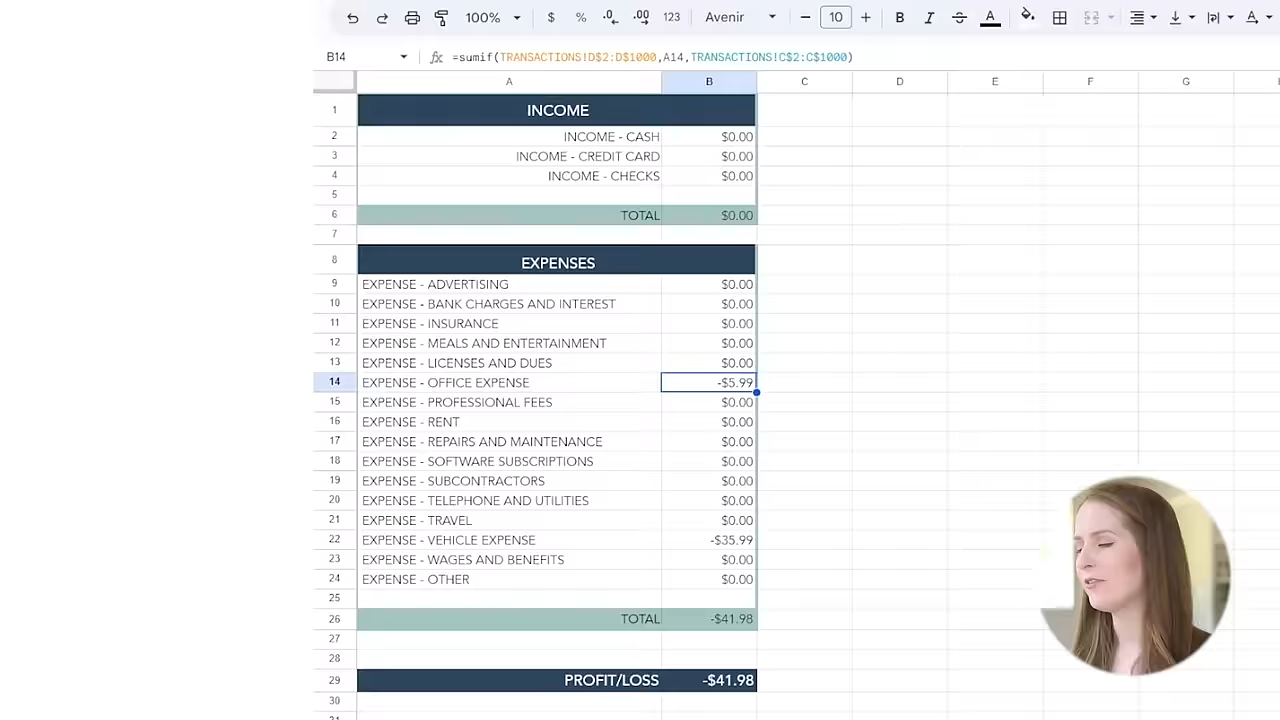 100% $ % .0 .00 123 Avenir 10 B I S A A
B14 fx =sumif(TRANSACTIONS!D$2:D$1000,A14,TRANSACTIONS!C$2:C$1000)
A B C D E F G
1 INCOME
2 INCOME - CASH $0.00
3 INCOME - CREDIT CARD $0.00
4 INCOME - CHECKS $0.00
5
6 TOTAL $0.00
7
8 EXPENSES
9 EXPENSE - ADVERTISING $0.00
10 EXPENSE - BANK CHARGES AND INTEREST $0.00
11 EXPENSE - INSURANCE $0.00
12 EXPENSE - MEALS AND ENTERTAINMENT $0.00
13 EXPENSE - LICENSES AND DUES $0.00
14 EXPENSE - OFFICE EXPENSE -$5.99
15 EXPENSE - PROFESSIONAL FEES $0.00
16 EXPENSE - RENT $0.00
17 EXPENSE - REPAIRS AND MAINTENANCE $0.00
18 EXPENSE - SOFTWARE SUBSCRIPTIONS $0.00
19 EXPENSE - SUBCONTRACTORS $0.00
20 EXPENSE - TELEPHONE AND UTILITIES $0.00
21 EXPENSE - TRAVEL $0.00
22 EXPENSE - VEHICLE EXPENSE -$35.99
23 EXPENSE - WAGES AND BENEFITS $0.00
24 EXPENSE - OTHER $0.00
25
26 TOTAL -$41.98
27
28
29 PROFIT/LOSS -$41.98
30